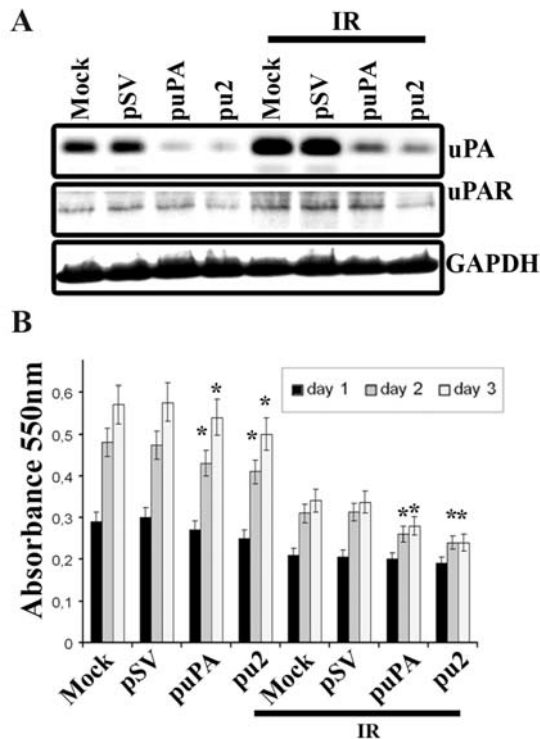 A
IR
Mock pSV puPA pu2 Mock pSV puPA pu2
uPA
uPAR
GAPDH
B
Absorbance 550nm
day 1 day 2 day 3
0,6
0,5
0,3
0,2
0,1
0
* * * * ** **
Mock pSV puPA pu2 Mock pSV puPA pu2
IR